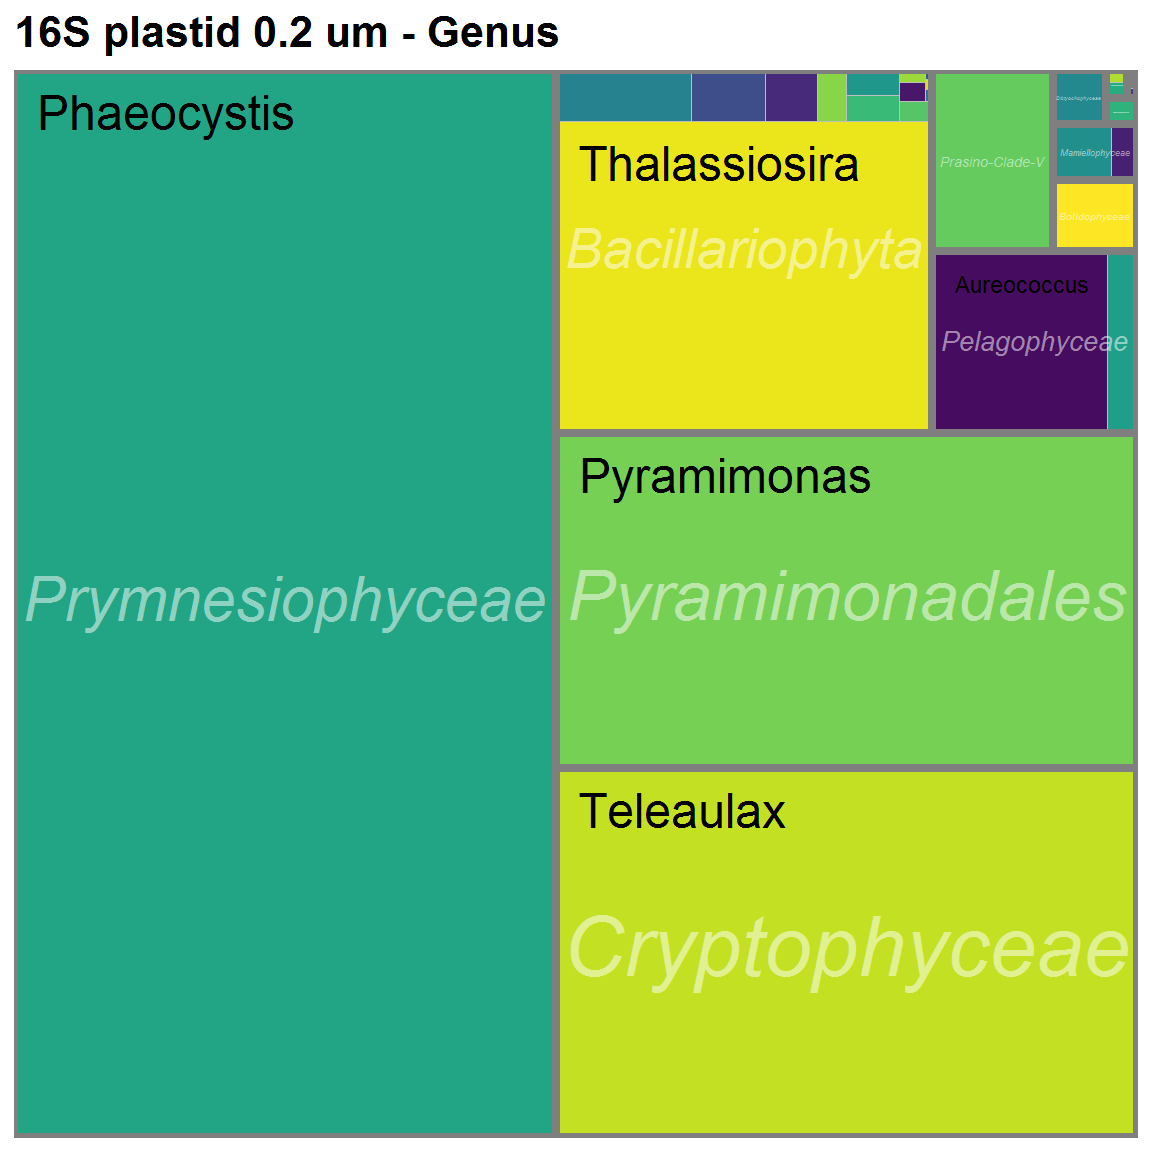 16S plastid 0.2 um - Genus
Phaeocystis
Prymnesiophyceae
Thalassiosira
Bacillariophyta
Prasino-Clade-V
Dictyochophyceae
Mamiellophyceae
Bolidophyceae
Aureococcus
Pelagophyceae
Pyramimonas
Pyramimonadales
Teleaulax
Cryptophyceae